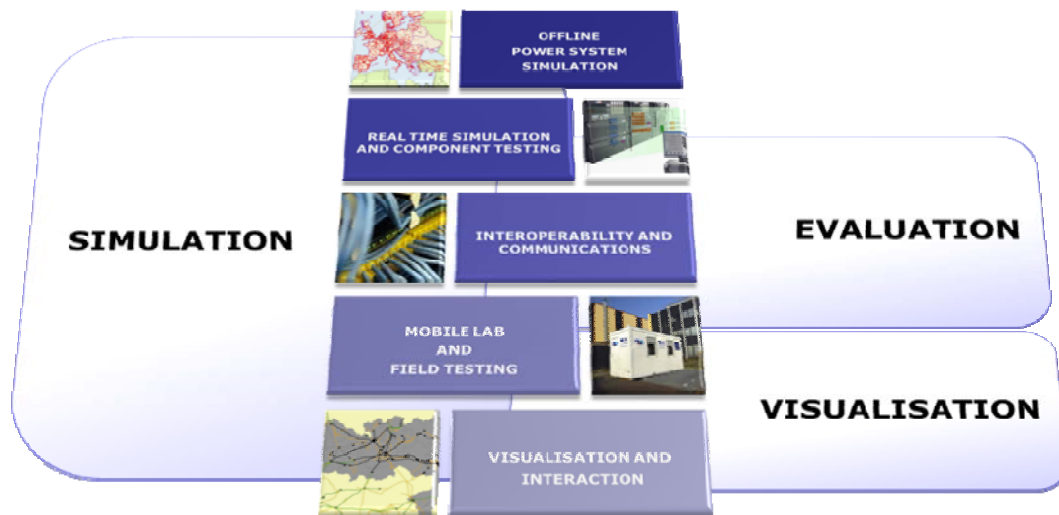 OFFLINE
POWER SYSTEM
SIMULATION
REAL TIME SIMULATION
AND COMPONENT TESTING
SIMULATION
INTEROPERABILITY AND
COMMUNICATIONS
EVALUATION
MOBILE LAB
AND
FIELD TESTING
VISUALISATION
VISUALISATION AND
INTERACTION